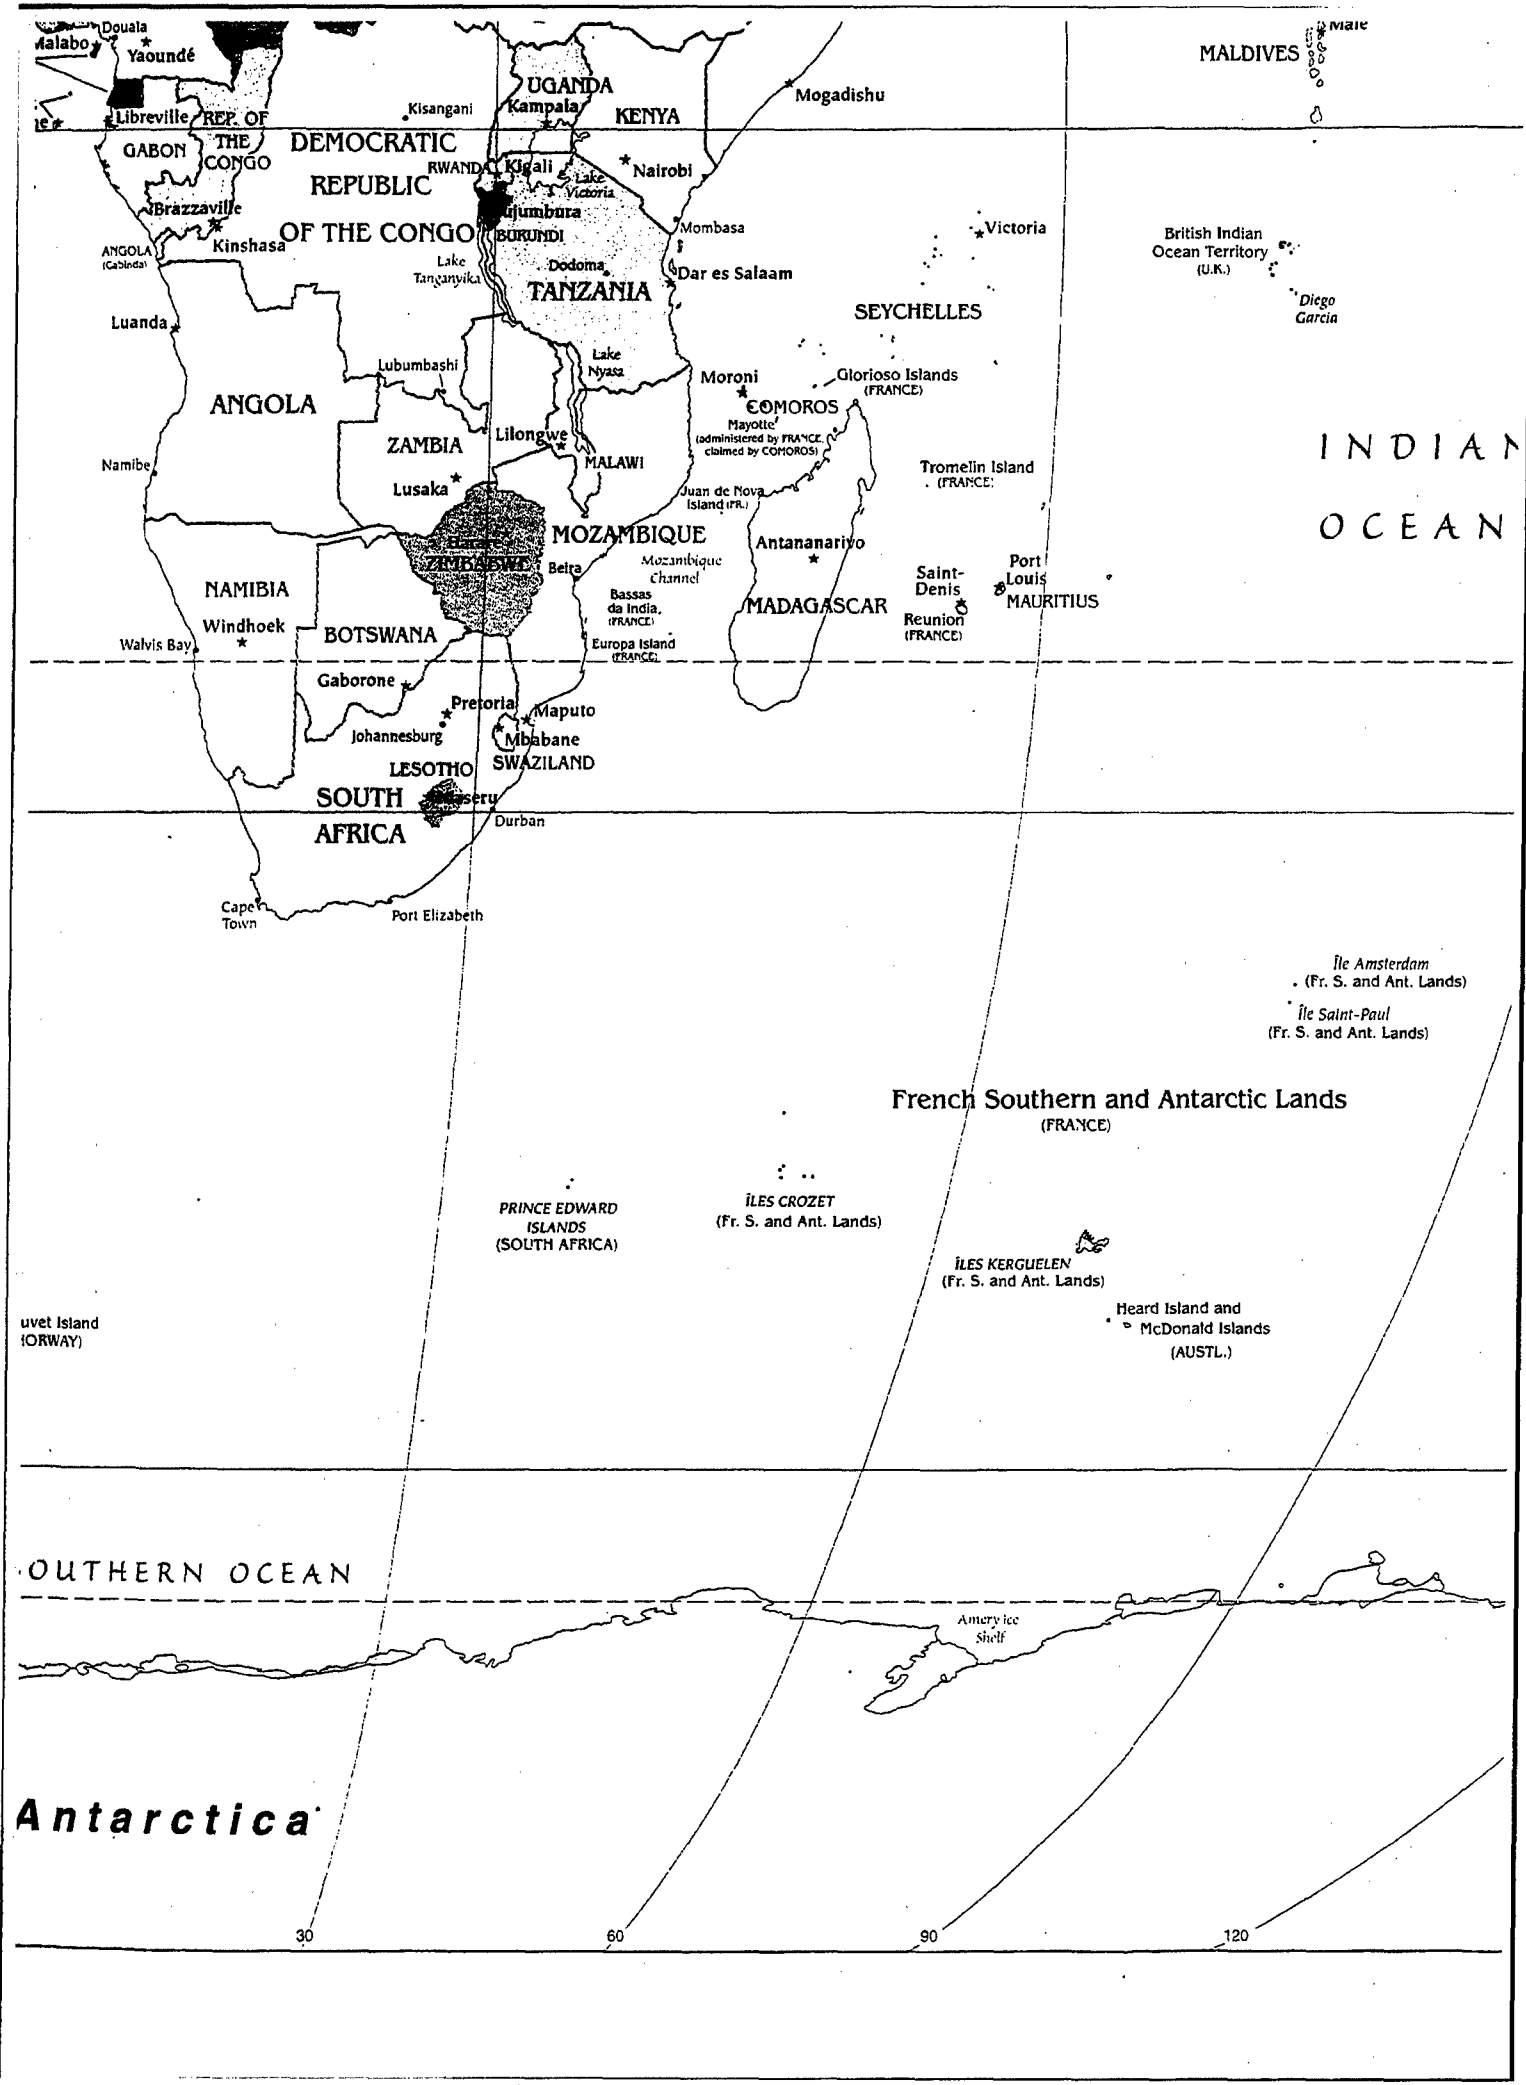 Douala
Malabo
Yaoundé
Male
MALDIVES
UGANDA
Kampala
KENYA
Mogadishu
Kisangani
Libreville
REP. OF
THE
CONGO
GABON
DEMOCRATIC
REPUBLIC
OF THE CONGO
RWANDA
Kigali
Lake
Victoria
Nairobi
Brazzaville
Kinshasa
ujumbura
BURUNDI
Mombasa
Victoria
British Indian
Ocean Territory
(U.K.)
ANGOLA
(Cabinda)
Lake
Tanganyika
Dodoma
TANZANIA
Dar es Salaam
SEYCHELLES
Diego
Garcia
Luanda
Lubumbashi
Lake
Nyasa
Moroni
COMOROS
Glorioso Islands
(FRANCE)
Mayotte
(administered by FRANCE,
claimed by COMOROS)
ANGOLA
ZAMBIA
Lilongwe
MALAWI
INDIAN
OCEAN
Namibe
Lusaka
Juan de Nova
Island (FR.)
Tromelin Island
(FRANCE)
Harare
ZIMBABWE
MOZAMBIQUE
Beira
Mozambique
Channel
Antananarivo
MADAGASCAR
Port
Louis
MAURITIUS
Saint-
Denis
Reunion
(FRANCE)
NAMIBIA
Windhoek
Walvis Bay
BOTSWANA
Bassas
da India
(FRANCE)
Europa Island
(FRANCE)
Gaborone
Pretoria
Johannesburg
Maputo
Mbabane
SWAZILAND
LESOTHO
aseru
SOUTH
AFRICA
Durban
Cape
Town
Port Elizabeth
Île Amsterdam
(Fr. S. and Ant. Lands)
Île Saint-Paul
(Fr. S. and Ant. Lands)
French Southern and Antarctic Lands
(FRANCE)
PRINCE EDWARD
ISLANDS
(SOUTH AFRICA)
ÎLES CROZET
(Fr. S. and Ant. Lands)
ÎLES KERGUELEN
(Fr. S. and Ant. Lands)
Heard Island and
McDonald Islands
(AUSTL.)
uvet Island
ORWAY)
OUTHERN OCEAN
Amery Ice
Shelf
Antarctica
30 60 90 120